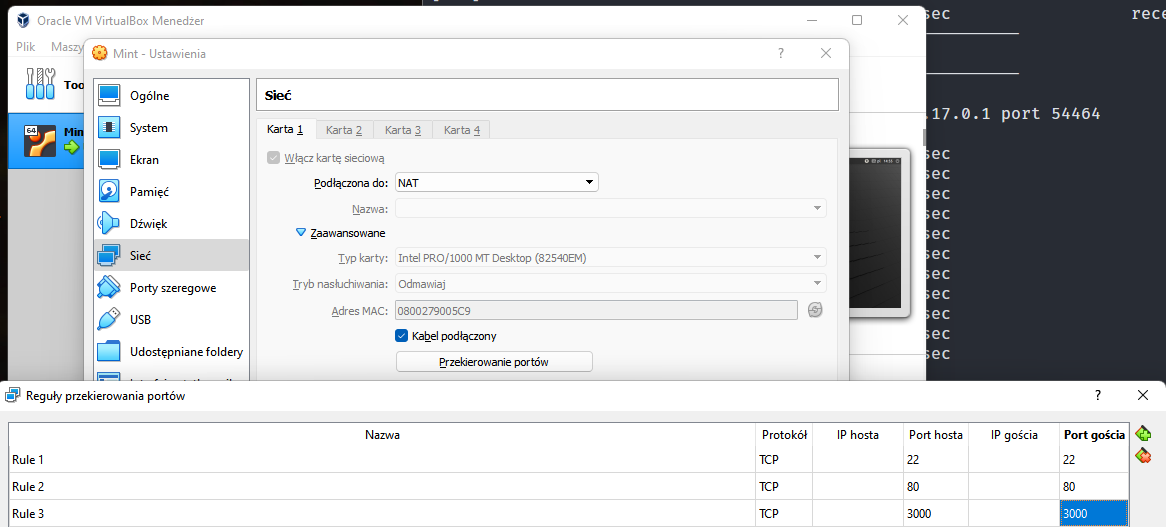 Oracle VM VirtualBox Menedżer
sec rece
Plik Maszy
Mint - Ustawienia
?
Too
64
Min
Ogólne
System
Ekran
Pamięć
Dźwięk
Sieć
Porty szeregowe
USB
Udostępniane foldery
Sieć
Karta 1 Karta 2 Karta 3 Karta 4
Włącz kartę sieciową
Podłączona do: NAT
Nazwa:
Zaawansowane
Typ karty: Intel PRO/1000 MT Desktop (82540EM)
Tryb nasłuchiwania: Odmawiaj
Adres MAC: 0800279005C9
Kabel podłączony
Przekierowanie portów
.17.0.1 port 54464
sec
sec
sec
sec
sec
sec
sec
sec
sec
sec
sec
Reguły przekierowania portów
?
Nazwa Protokół IP hosta Port hosta IP gościa Port gościa
Rule 1 TCP 22 22
Rule 2 TCP 80 80
Rule 3 TCP 3000 3000